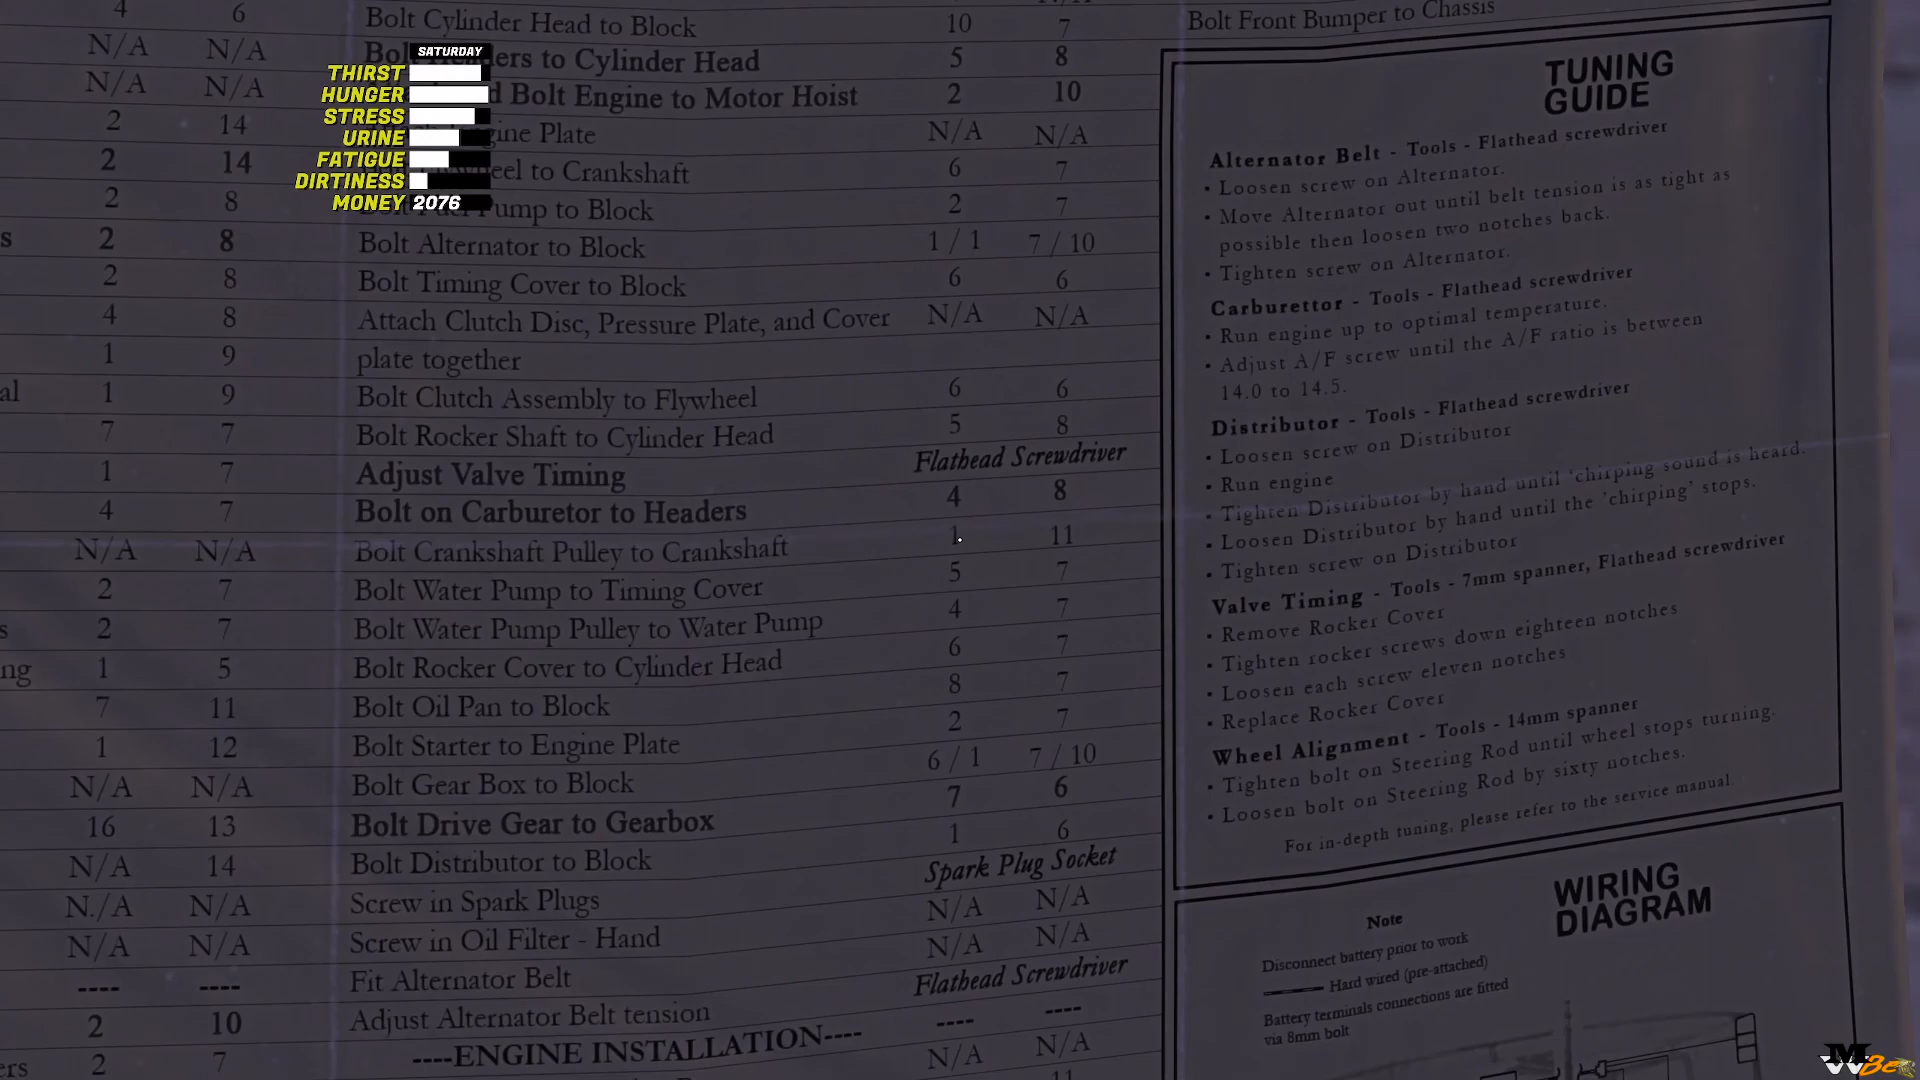 4 6 Bolt Cylinder Head to Block 10 7 Bolt Front Bumper to Chassis
N/A N/A ers to Cylinder Head 5 8
N/A N/A d Bolt Engine to Motor Hoist 2 10
2 14 gine Plate N/A N/A
2 14 eel to Crankshaft 6 7
2 8 ump to Block 2 7
s 2 8 Bolt Alternator to Block 1 / 1 7 / 10
2 8 Bolt Timing Cover to Block 6 6
4 8 Attach Clutch Disc, Pressure Plate, and Cover N/A N/A
1 9 plate together
al 1 9 Bolt Clutch Assembly to Flywheel 6 6
7 7 Bolt Rocker Shaft to Cylinder Head 5 8
1 7 Adjust Valve Timing Flathead Screwdriver
4 7 Bolt on Carburetor to Headers 4 8
N/A N/A Bolt Crankshaft Pulley to Crankshaft 1 11
2 7 Bolt Water Pump to Timing Cover 5 7
s 2 7 Bolt Water Pump Pulley to Water Pump 4 7
ng 1 5 Bolt Rocker Cover to Cylinder Head 6 7
7 11 Bolt Oil Pan to Block 8 7
1 12 Bolt Starter to Engine Plate 2 7
N/A N/A Bolt Gear Box to Block 6 / 1 7 / 10
16 13 Bolt Drive Gear to Gearbox 7 6
N/A 14 Bolt Distributor to Block 1 6
N./A N/A Screw in Spark Plugs Spark Plug Socket
N/A N/A Screw in Oil Filter - Hand N/A N/A
---- ---- Fit Alternator Belt N/A N/A
2 10 Adjust Alternator Belt tension Flathead Screwdriver
ers 2 7 ----ENGINE INSTALLATION---- ---- ----
N/A N/A
11
SATURDAY
THIRST
HUNGER
STRESS
URINE
FATIGUE
DIRTINESS
MONEY 2076
TUNING
GUIDE
Alternator Belt - Tools - Flathead screwdriver
• Loosen screw on Alternator.
• Move Alternator out until belt tension is as tight as
possible then loosen two notches back.
• Tighten screw on Alternator.
Carburettor - Tools - Flathead screwdriver
• Run engine up to optimal temperature.
• Adjust A/F screw until the A/F ratio is between
14.0 to 14.5.
Distributor - Tools - Flathead screwdriver
• Loosen screw on Distributor
• Run engine
• Tighten Distributor by hand until 'chirping sound is heard.
• Loosen Distributor by hand until the 'chirping' stops.
• Tighten screw on Distributor
Valve Timing - Tools - 7mm spanner, Flathead screwdriver
• Remove Rocker Cover
• Tighten rocker screws down eighteen notches
• Loosen each screw eleven notches
• Replace Rocker Cover
Wheel Alignment - Tools - 14mm spanner
• Tighten bolt on Steering Rod until wheel stops turning.
• Loosen bolt on Steering Rod by sixty notches.
For in-depth tuning, please refer to the service manual.
WIRING
DIAGRAM
Note
Disconnect battery prior to work
Hard wired (pre-attached)
Battery terminals connections are fitted
via 8mm bolt